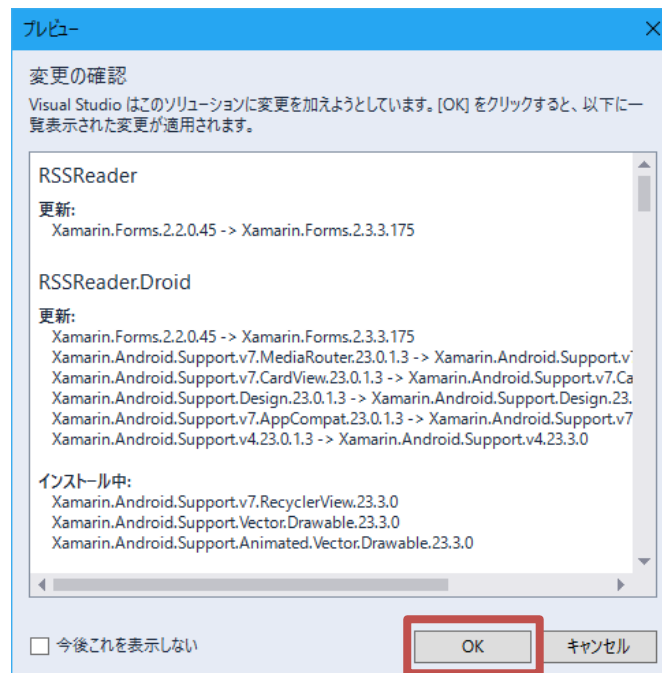 プレビュー
変更の確認
Visual Studio はこのソリューションに変更を加えようとしています。[OK] をクリックすると、以下に一
覧表示された変更が適用されます。
RSSReader
更新:
Xamarin.Forms.2.2.0.45 -> Xamarin.Forms.2.3.3.175
RSSReader.Droid
更新:
Xamarin.Forms.2.2.0.45 -> Xamarin.Forms.2.3.3.175
Xamarin.Android.Support.v7.MediaRouter.23.0.1.3 -> Xamarin.Android.Support.v
Xamarin.Android.Support.v7.CardView.23.0.1.3 -> Xamarin.Android.Support.v7.Ca
Xamarin.Android.Support.Design.23.0.1.3 -> Xamarin.Android.Support.Design.23.
Xamarin.Android.Support.v7.AppCompat.23.0.1.3 -> Xamarin.Android.Support.v7
Xamarin.Android.Support.v4.23.0.1.3 -> Xamarin.Android.Support.v4.23.3.0
インストール中:
Xamarin.Android.Support.v7.RecyclerView.23.3.0
Xamarin.Android.Support.Vector.Drawable.23.3.0
Xamarin.Android.Support.Animated.Vector.Drawable.23.3.0
今後これを表示しない
OK
キャンセル